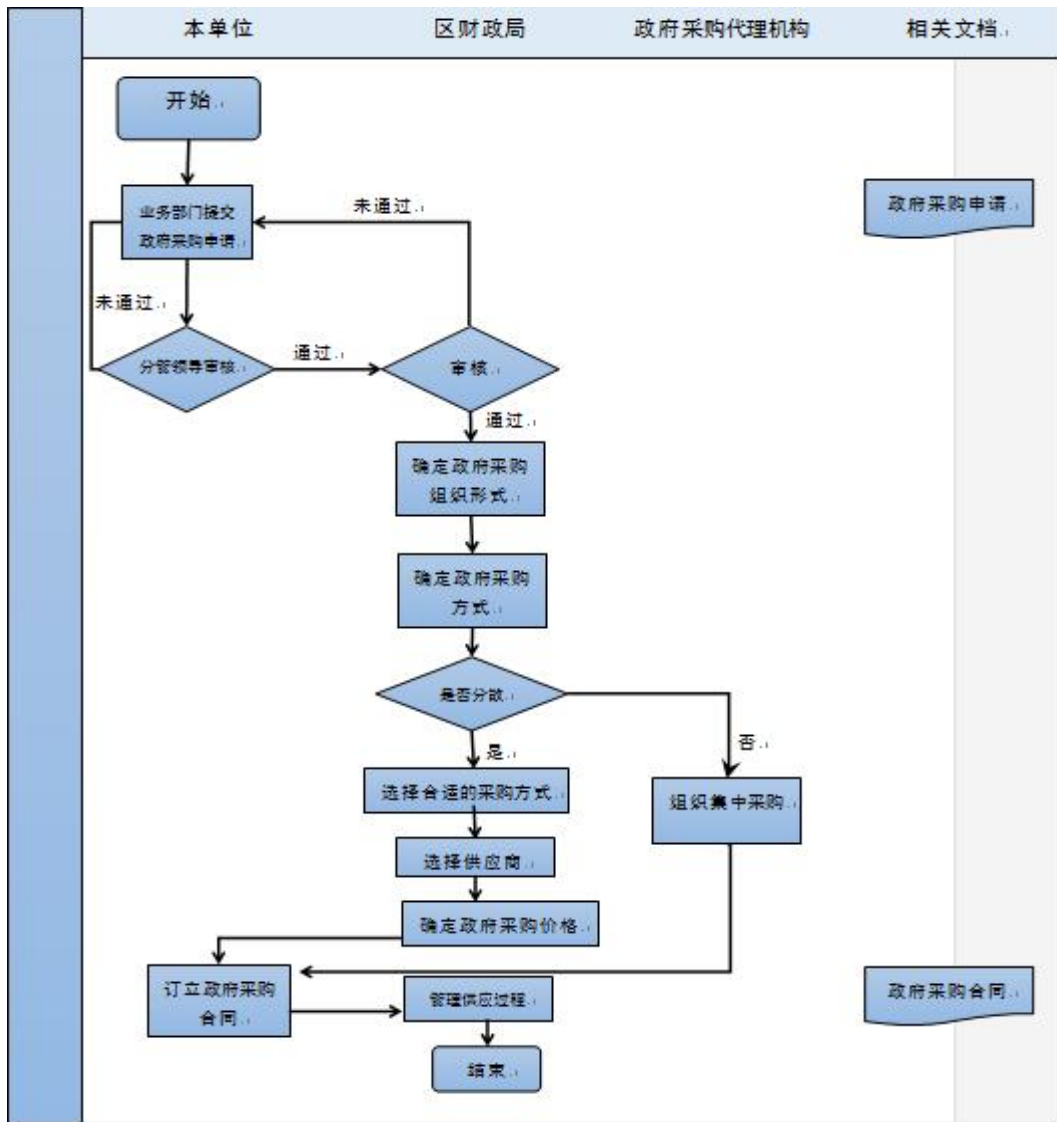 本单位 区财政局 政府采购代理机构 相关文档
开始
业务部门提交
政府采购申请
未通过
政府采购申请
未通过
分管领导审核
通过
审核
通过
确定政府采购
组织形式
确定政府采购
方式
是否分散
是
否
选择合适的采购方式
组织集中采购
选择供应商
确定政府采购价格
订立政府采购
合同
管理供应过程
政府采购合同
结束